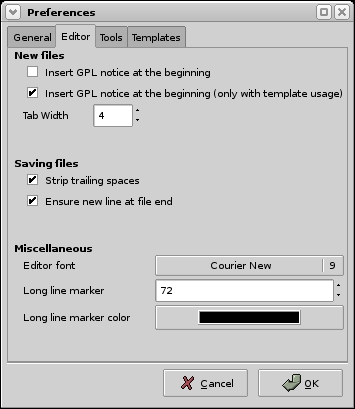 Preferences
General Editor Tools Templates
New files
Insert GPL notice at the beginning
Insert GPL notice at the beginning (only with template usage)
Tab Width 4
Saving files
Strip trailing spaces
Ensure new line at file end
Miscellaneous
Editor font Courier New 9
Long line marker 72
Long line marker color
Cancel OK